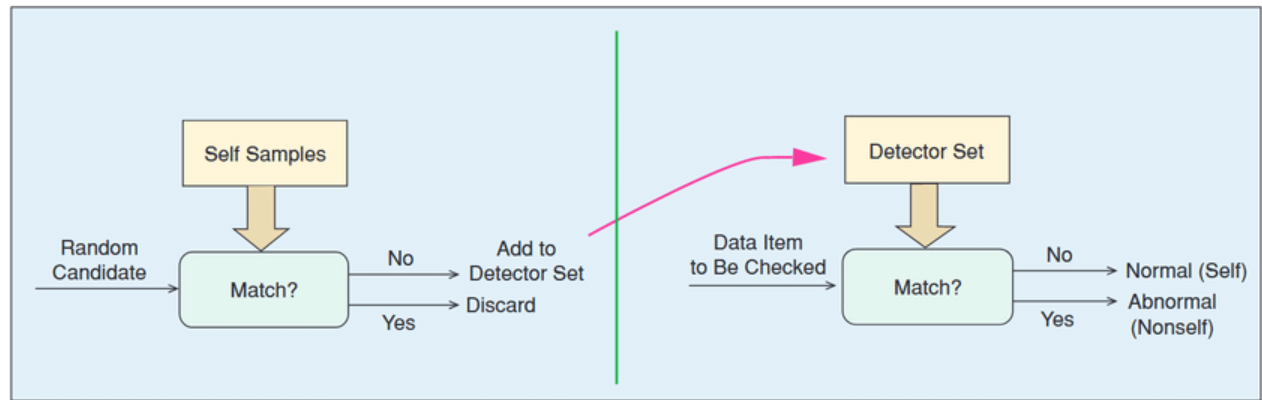 Self Samples
Random
Candidate
Match?
No
Add to
Detector Set
Yes
Discard
Detector Set
Data Item
to Be Checked
Match?
No
Normal (Self)
Yes
Abnormal
(Nonself)